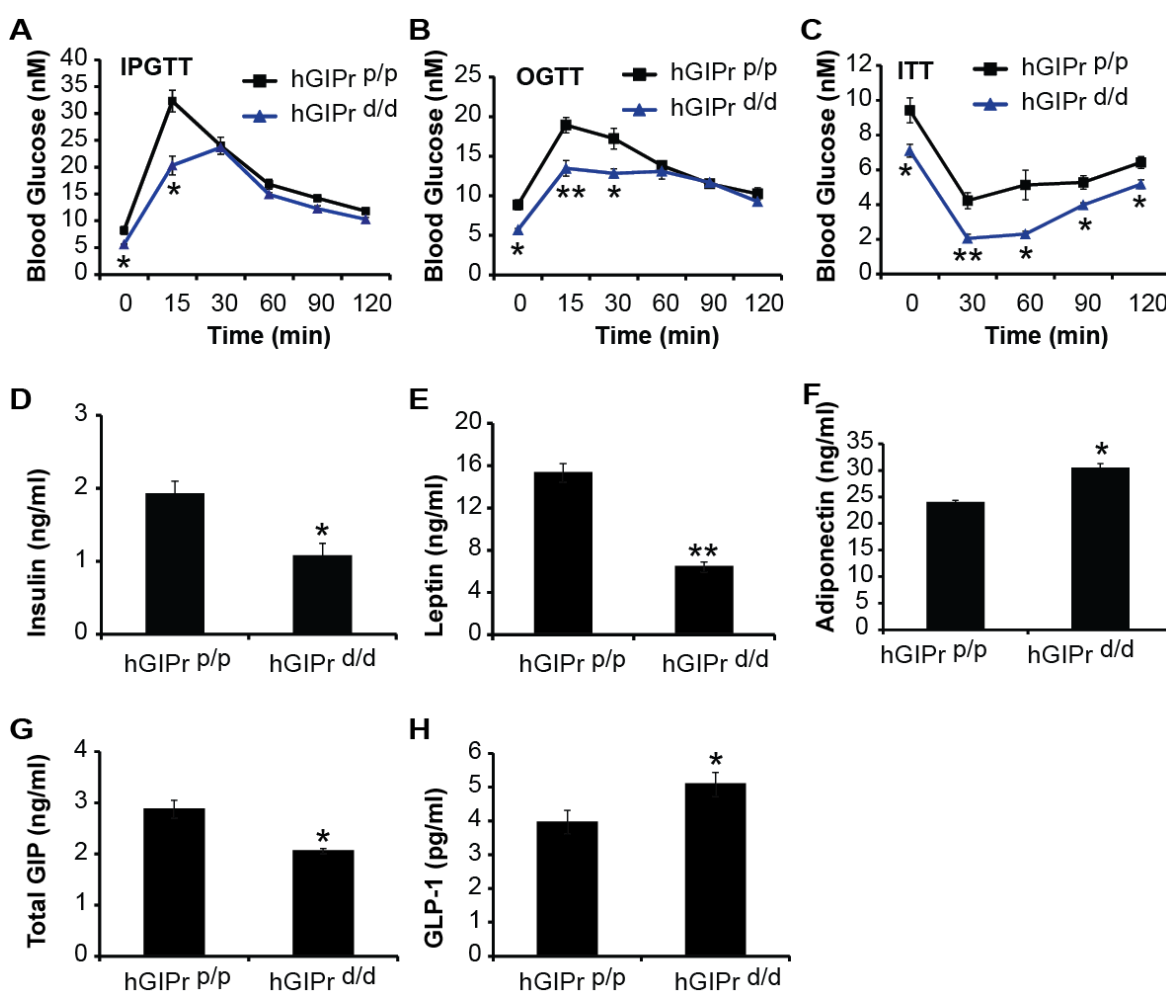 A
IPGTT
hGIPr p/p
hGIPr d/d
Blood Glucose (nM)
40
35
30
25
20
15
10
5
0
*
*
0 15 30 60 90 120
Time (min)
B
OGTT
hGIPr p/p
hGIPr d/d
Blood Glucose (nM)
25
20
15
10
5
0
*
**
*
0 15 30 60 90 120
Time (min)
C
ITT
hGIPr p/p
hGIPr d/d
Blood Glucose (nM)
12
10
8
6
4
2
0
*
**
*
*
*
0 30 60 90 120
Time (min)
D
Insulin (ng/ml)
3
2
1
0
*
hGIPr p/p hGIPr d/d
E
Leptin (ng/ml)
20
16
12
8
4
0
**
hGIPr p/p hGIPr d/d
F
Adiponectin (ng/ml)
35
30
25
20
15
10
5
0
*
hGIPr p/p hGIPr d/d
G
Total GIP (ng/ml)
4
3
2
1
0
*
hGIPr p/p hGIPr d/d
H
GLP-1 (pg/ml)
6
5
4
3
2
1
0
*
hGIPr p/p hGIPr d/d